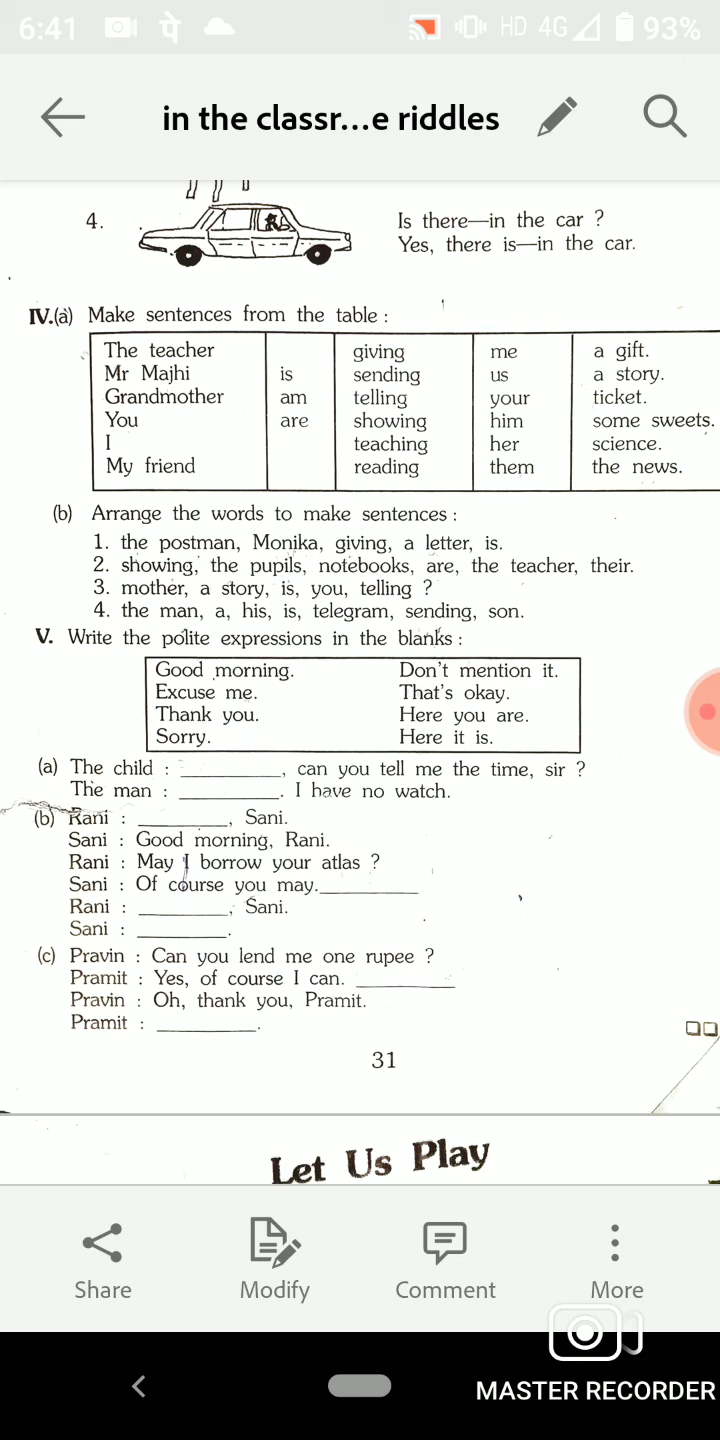 6:41 पे HD 4G 93%
in the classr...e riddles
4.
Is there—in the car ?
Yes, there is—in the car.
IV.(a) Make sentences from the table :
The teacher giving me a gift.
Mr Majhi is sending us a story.
Grandmother am telling your ticket.
You are showing him some sweets.
I teaching her science.
My friend reading them the news.
(b) Arrange the words to make sentences :
1. the postman, Monika, giving, a letter, is.
2. showing, the pupils, notebooks, are, the teacher, their.
3. mother, a story, is, you, telling ?
4. the man, a, his, is, telegram, sending, son.
V. Write the polite expressions in the blanks :
Good morning. Don't mention it.
Excuse me. That's okay.
Thank you. Here you are.
Sorry. Here it is.
(a) The child : __________, can you tell me the time, sir ?
The man : __________. I have no watch.
(b) Rani : _________, Sani.
Sani : Good morning, Rani.
Rani : May I borrow your atlas ?
Sani : Of course you may.__________
Rani : _________, Sani.
Sani : _________.
(c) Pravin : Can you lend me one rupee ?
Pramit : Yes, of course I can. __________
Pravin : Oh, thank you, Pramit.
Pramit : __________.
31
Let Us Play
Share Modify Comment More
MASTER RECORDER